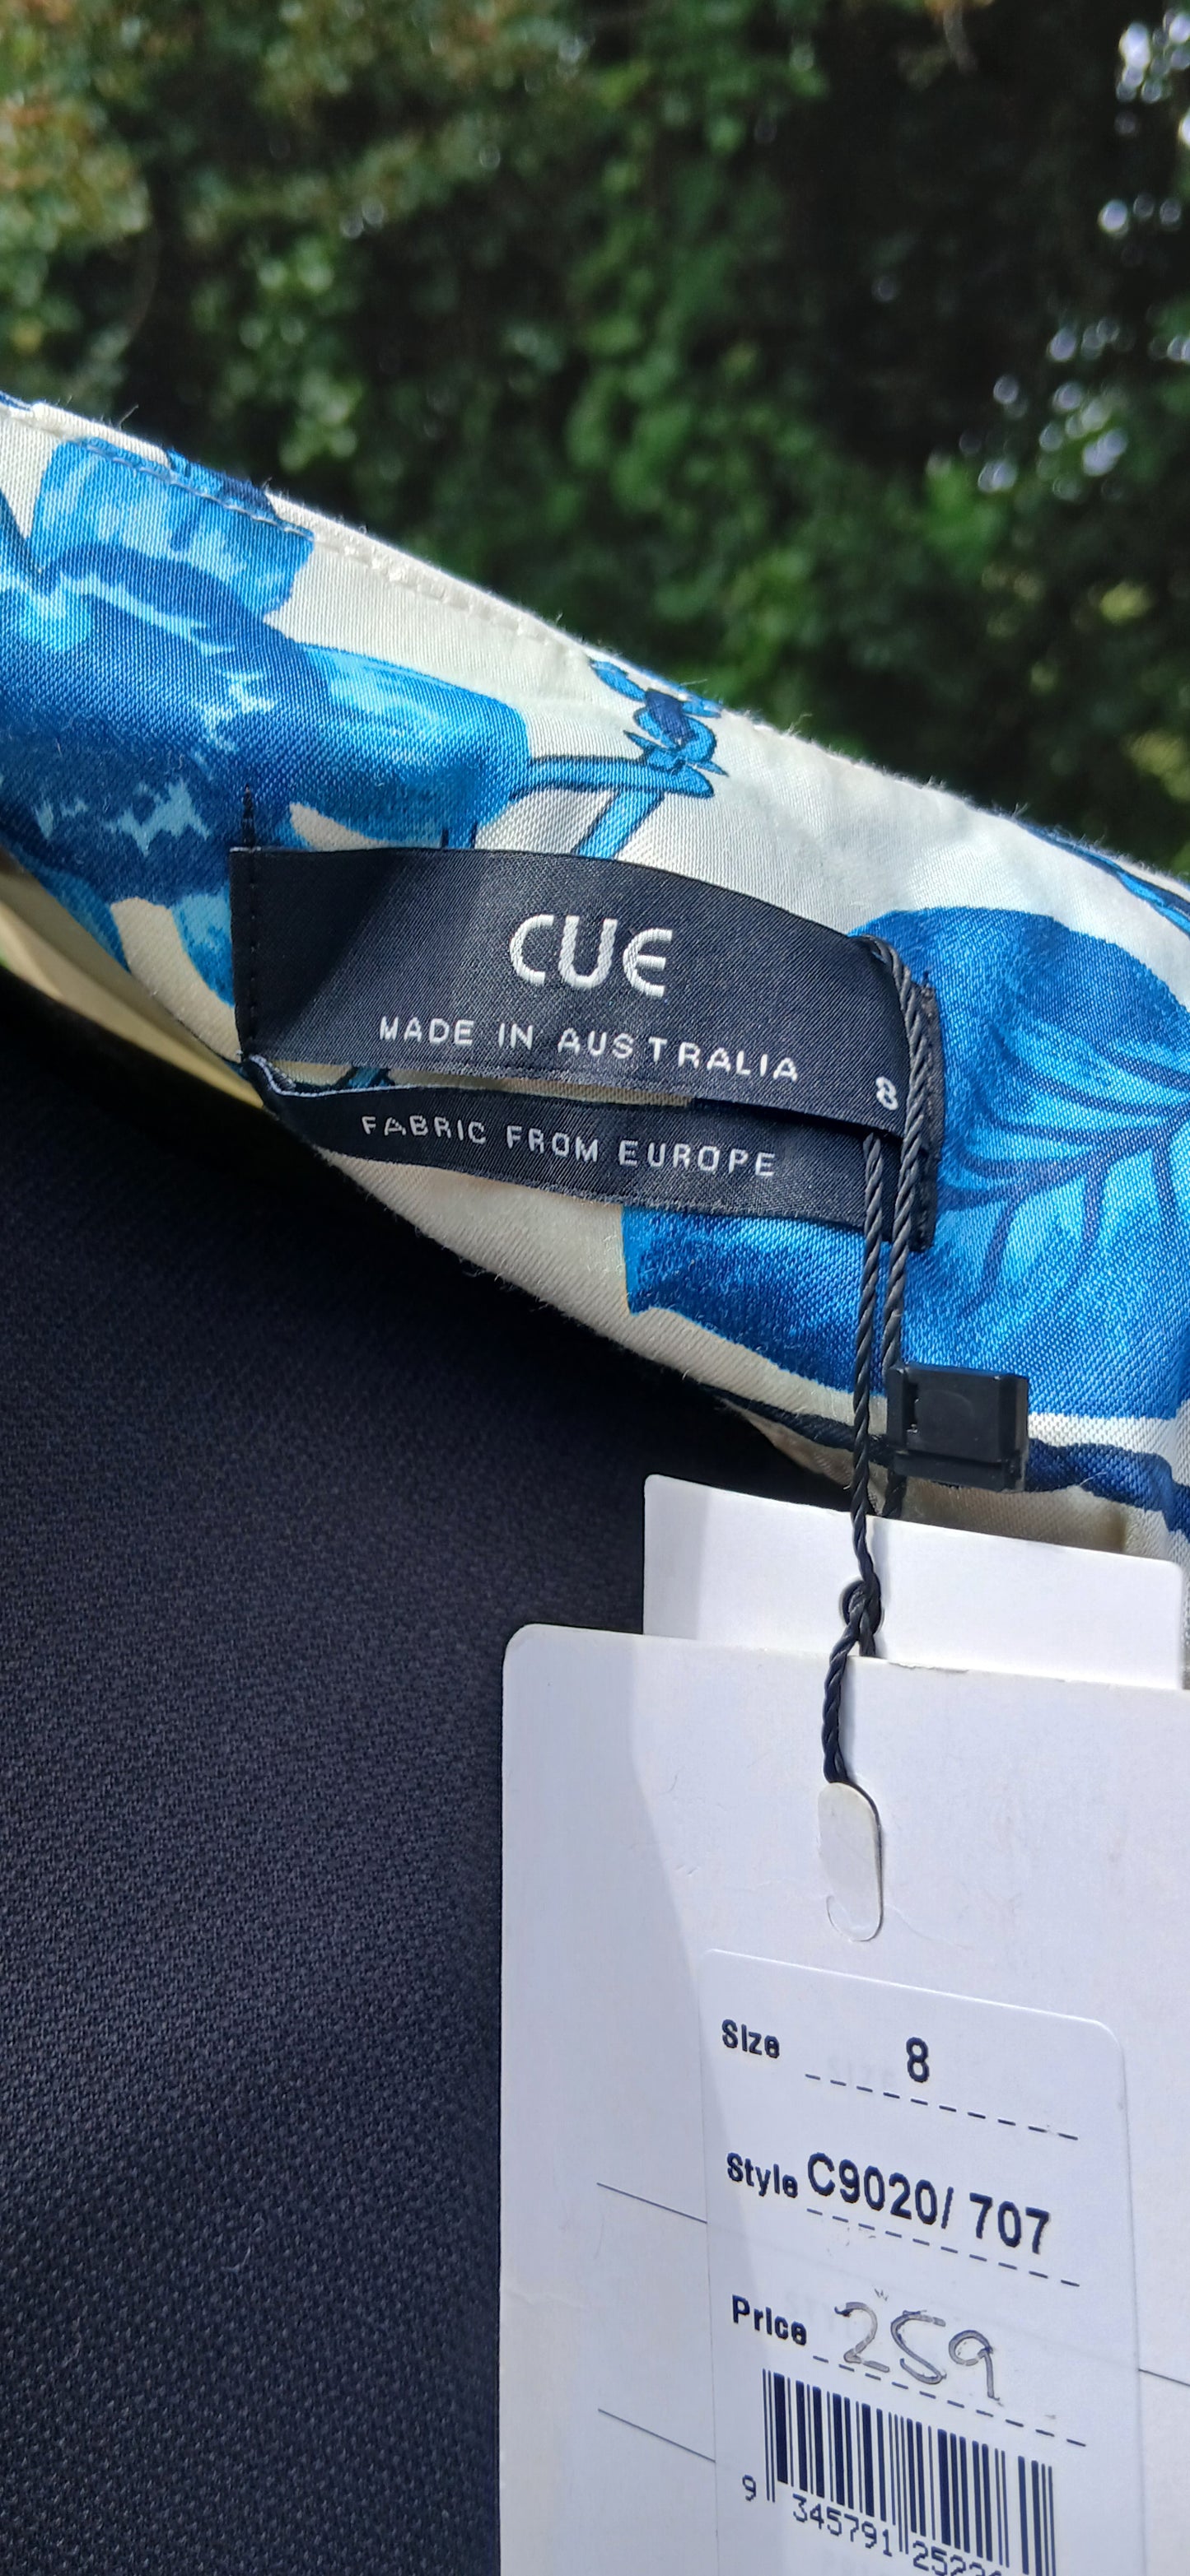 CUE
MADE IN AUSTRALIA
8
FABRIC FROM EUROPE
Size 8
Style C9020/ 707
Price 259
9 345791